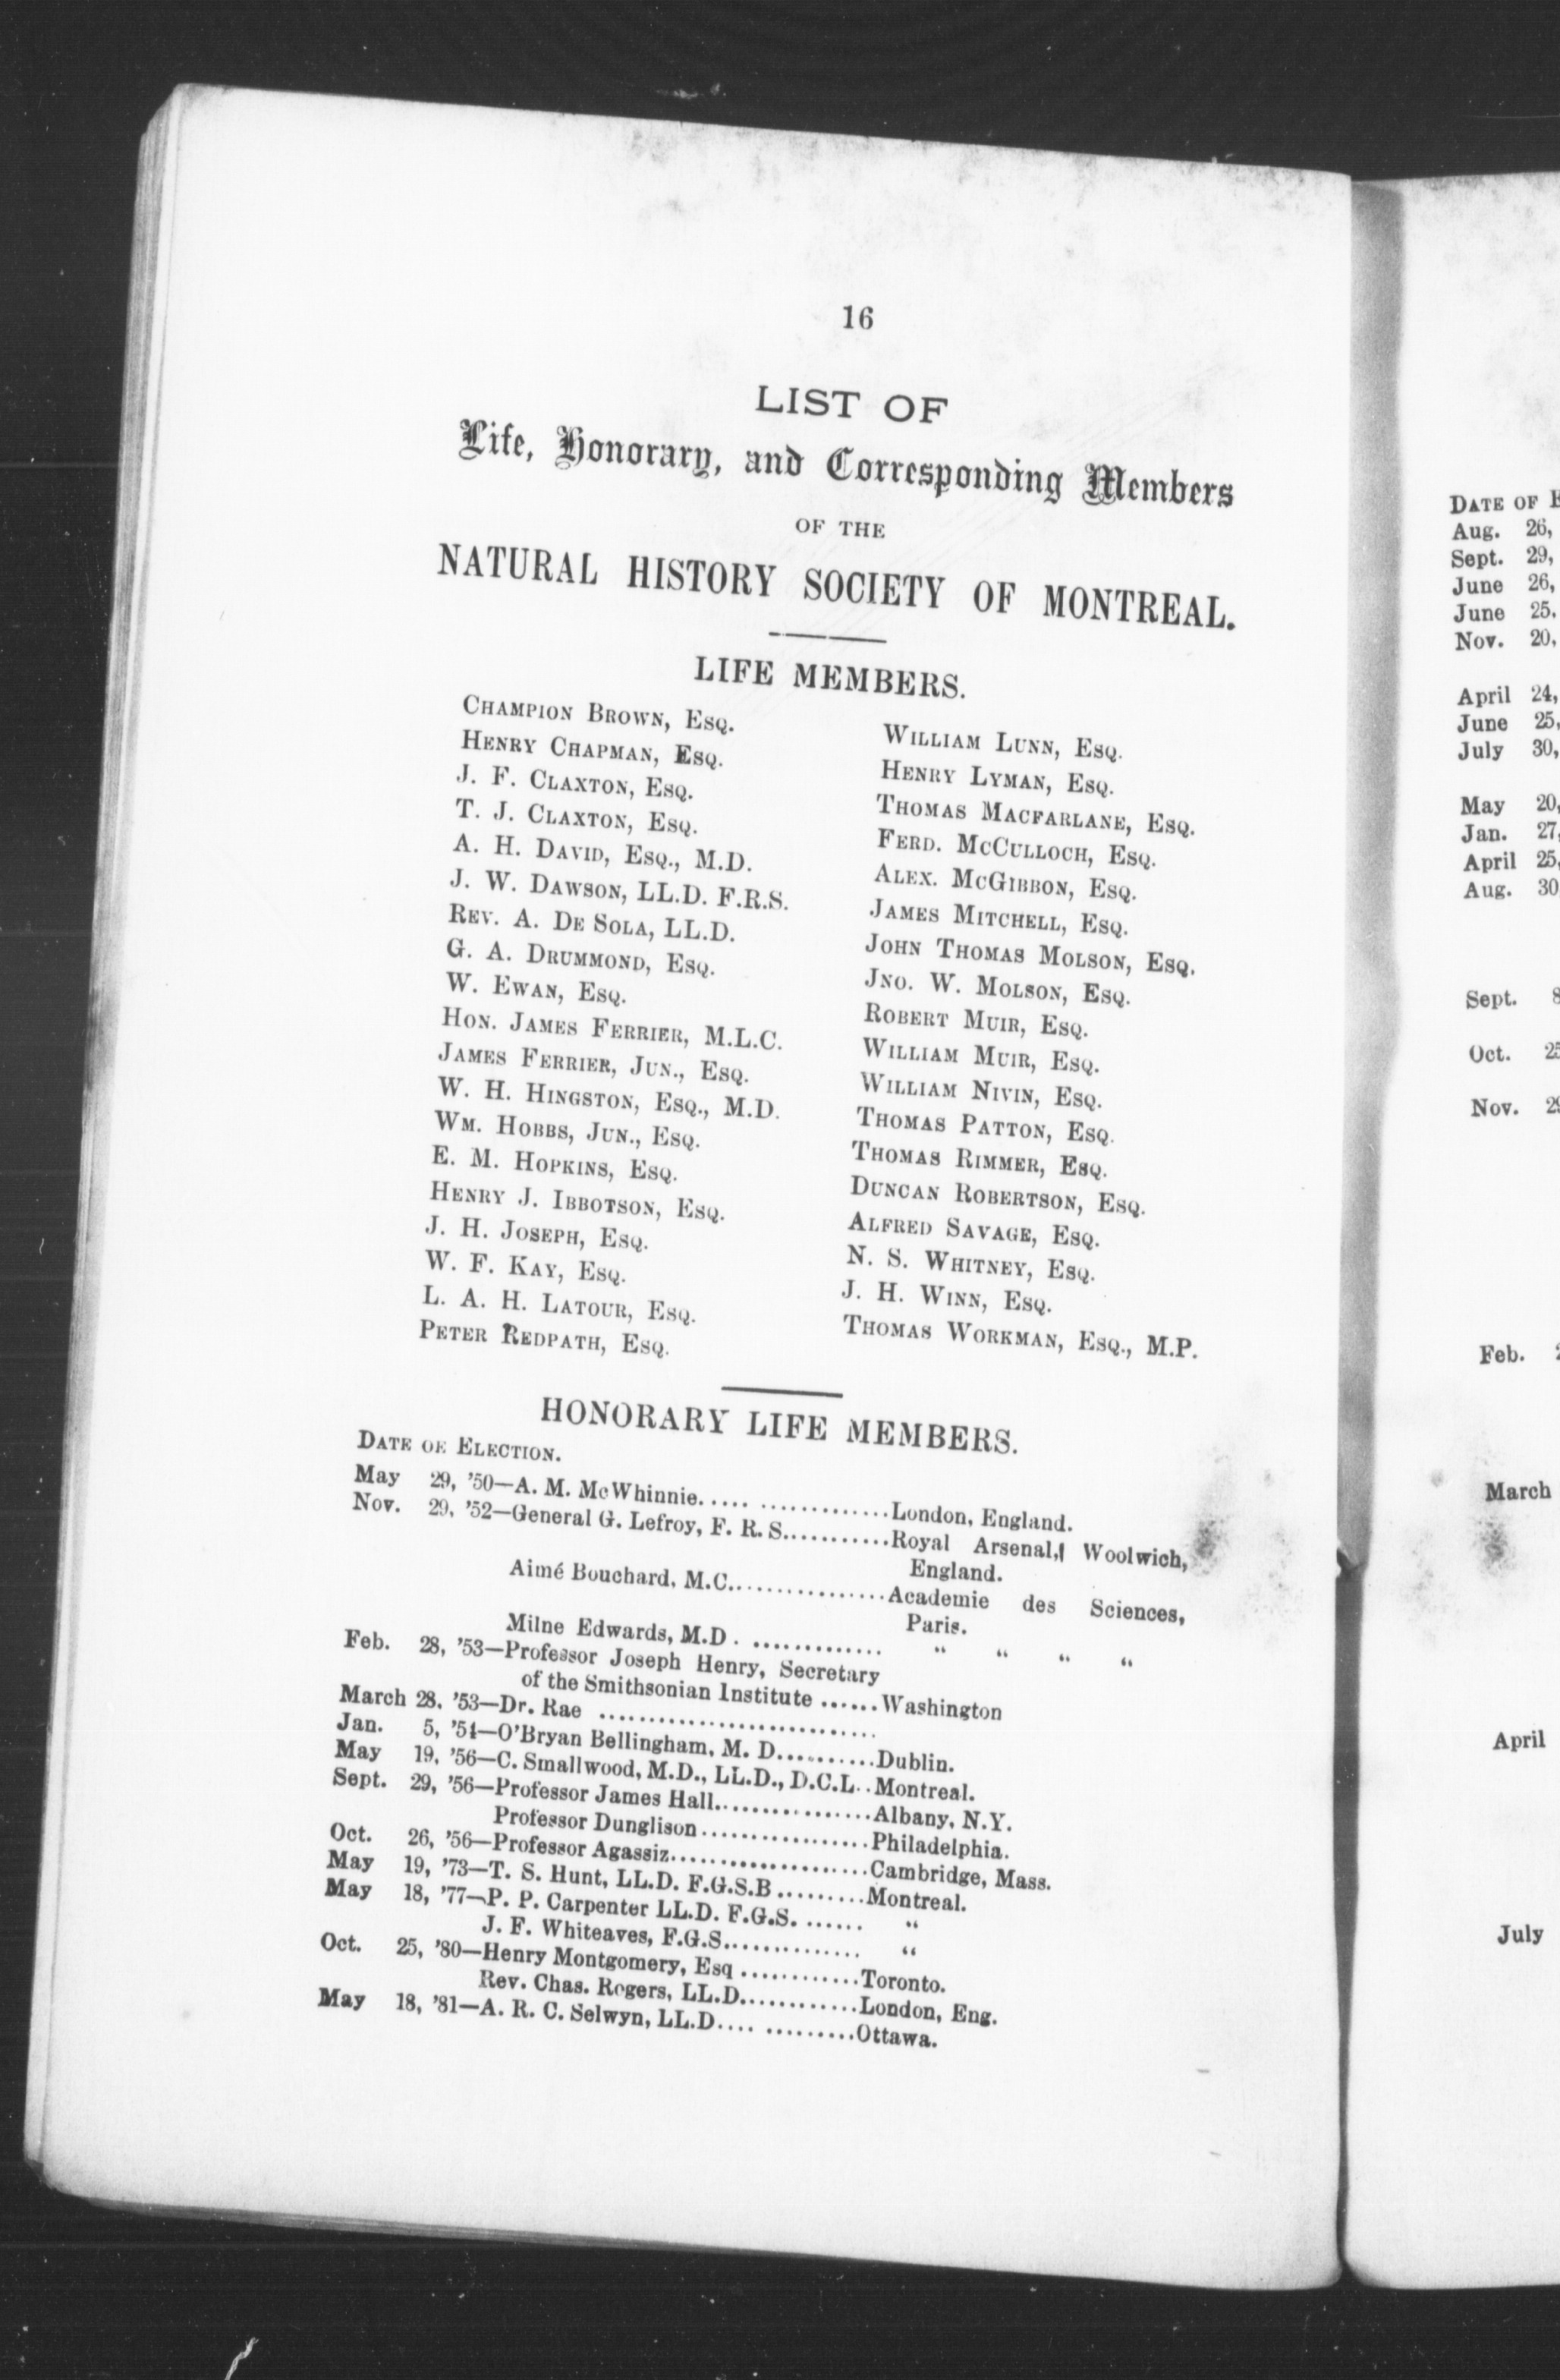 16
LIST OF
Life, Honorary, and Corresponding Members
OF THE
NATURAL HISTORY SOCIETY OF MONTREAL.
LIFE MEMBERS.
CHAMPION BROWN, ESQ.
HENRY CHAPMAN, ESQ.
J. F. CLAXTON, ESQ.
T. J. CLAXTON, ESQ.
A. H. DAVID, ESQ., M.D.
J. W. DAWSON, LL.D. F.R.S.
REV. A. DE SOLA, LL.D.
G. A. DRUMMOND, ESQ.
W. EWAN, ESQ.
HON. JAMES FERRIER, M.L.C.
JAMES FERRIER, JUN., ESQ.
W. H. HINGSTON, ESQ., M.D.
WM. HOBBS, JUN., ESQ.
E. M. HOPKINS, ESQ.
HENRY J. IBBOTSON, ESQ.
J. H. JOSEPH, ESQ.
W. F. KAY, ESQ.
L. A. H. LATOUR, ESQ.
PETER REDPATH, ESQ.
WILLIAM LUNN, ESQ.
HENRY LYMAN, ESQ.
THOMAS MACFARLANE, ESQ.
FERD. MCCULLOCH, ESQ.
ALEX. MCGIBBON, ESQ.
JAMES MITCHELL, ESQ.
JOHN THOMAS MOLSON, ESQ.
JNO. W. MOLSON, ESQ.
ROBERT MUIR, ESQ.
WILLIAM MUIR, ESQ.
WILLIAM NIVIN, ESQ.
THOMAS PATTON, ESQ.
THOMAS RIMMER, ESQ.
DUNCAN ROBERTSON, ESQ.
ALFRED SAVAGE, ESQ.
N. S. WHITNEY, ESQ.
J. H. WINN, ESQ.
THOMAS WORKMAN, ESQ., M.P.
HONORARY LIFE MEMBERS.
DATE OF ELECTION.
May 29, '50—A. M. McWhinnie..................London, England.
Nov. 29, '52—General G. Lefroy, F. R. S...........Royal Arsenal, Woolwich,
England.
Aimé Bouchard, M.C.................Academie des Sciences,
Paris.
Milne Edwards, M.D. ............. " " " "
Feb. 28, '53—Professor Joseph Henry, Secretary
of the Smithsonian Institute ......Washington
March 28, '53—Dr. Rae ............................
Jan. 5, '54—O'Bryan Bellingham, M. D..........Dublin.
May 19, '56—C. Smallwood, M.D., LL.D., D.C.L..Montreal.
Sept. 29, '56—Professor James Hall................Albany, N.Y.
Professor Dunglison.................Philadelphia.
Oct. 26, '56—Professor Agassiz....................Cambridge, Mass.
May 19, '73—T. S. Hunt, LL.D. F.G.S.B.........Montreal.
May 18, '77—P. P. Carpenter LL.D. F.G.S. ...... "
J. F. Whiteaves, F.G.S.............. "
Oct. 25, '80—Henry Montgomery, Esq............Toronto.
Rev. Chas. Rogers, LL.D............London, Eng.
May 18, '81—A. R. C. Selwyn, LL.D.............Ottawa.
DATE OF
Aug. 26,
Sept. 29,
June 26,
June 25.
Nov. 20,
April 24,
June 25,
July 30,
May 20,
Jan. 27,
April 25,
Aug. 30
Sept.
Oct.
Nov.
Feb.
March
April
July